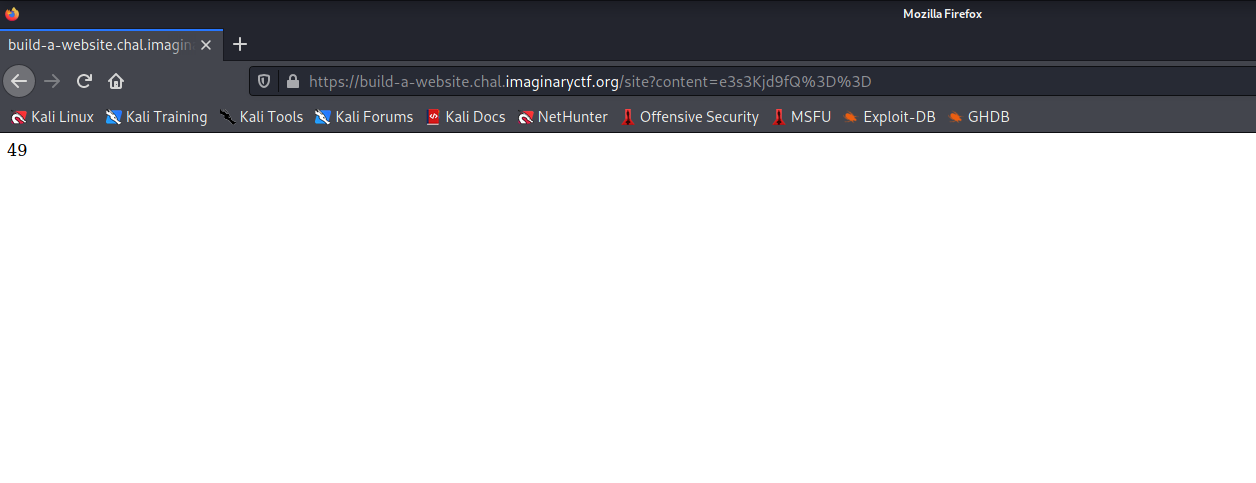 Mozilla Firefox
build-a-website.chal.imagin
https://build-a-website.chal.imaginaryctf.org/site?content=e3s3Kjd9fQ%3D%3D
Kali Linux Kali Training Kali Tools Kali Forums Kali Docs NetHunter Offensive Security MSFU Exploit-DB GHDB
49